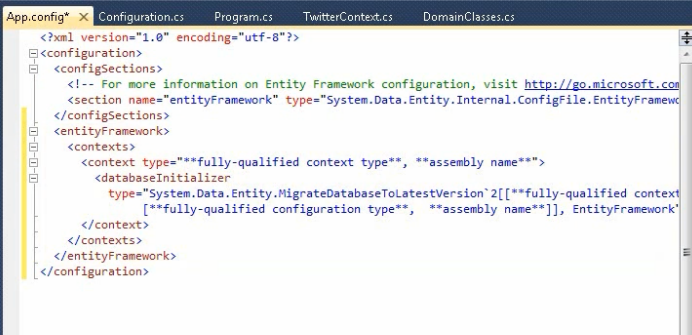 App.config* Configuration.cs Program.cs TwitterContext.cs DomainClasses.cs
<?xml version="1.0" encoding="utf-8"?>
<configuration>
<configSections>
<!-- For more information on Entity Framework configuration, visit http://go.microsoft.com
<section name="entityFramework" type="System.Data.Entity.Internal.ConfigFile.EntityFramewo
</configSections>
<entityFramework>
<contexts>
<context type="**fully-qualified context type**, **assembly name**">
<databaseInitializer
type="System.Data.Entity.MigrateDatabaseToLatestVersion`2[[**fully-qualified context
[**fully-qualified configuration type**,  **assembly name**]], EntityFramework"
</context>
</contexts>
</entityFramework>
</configuration>